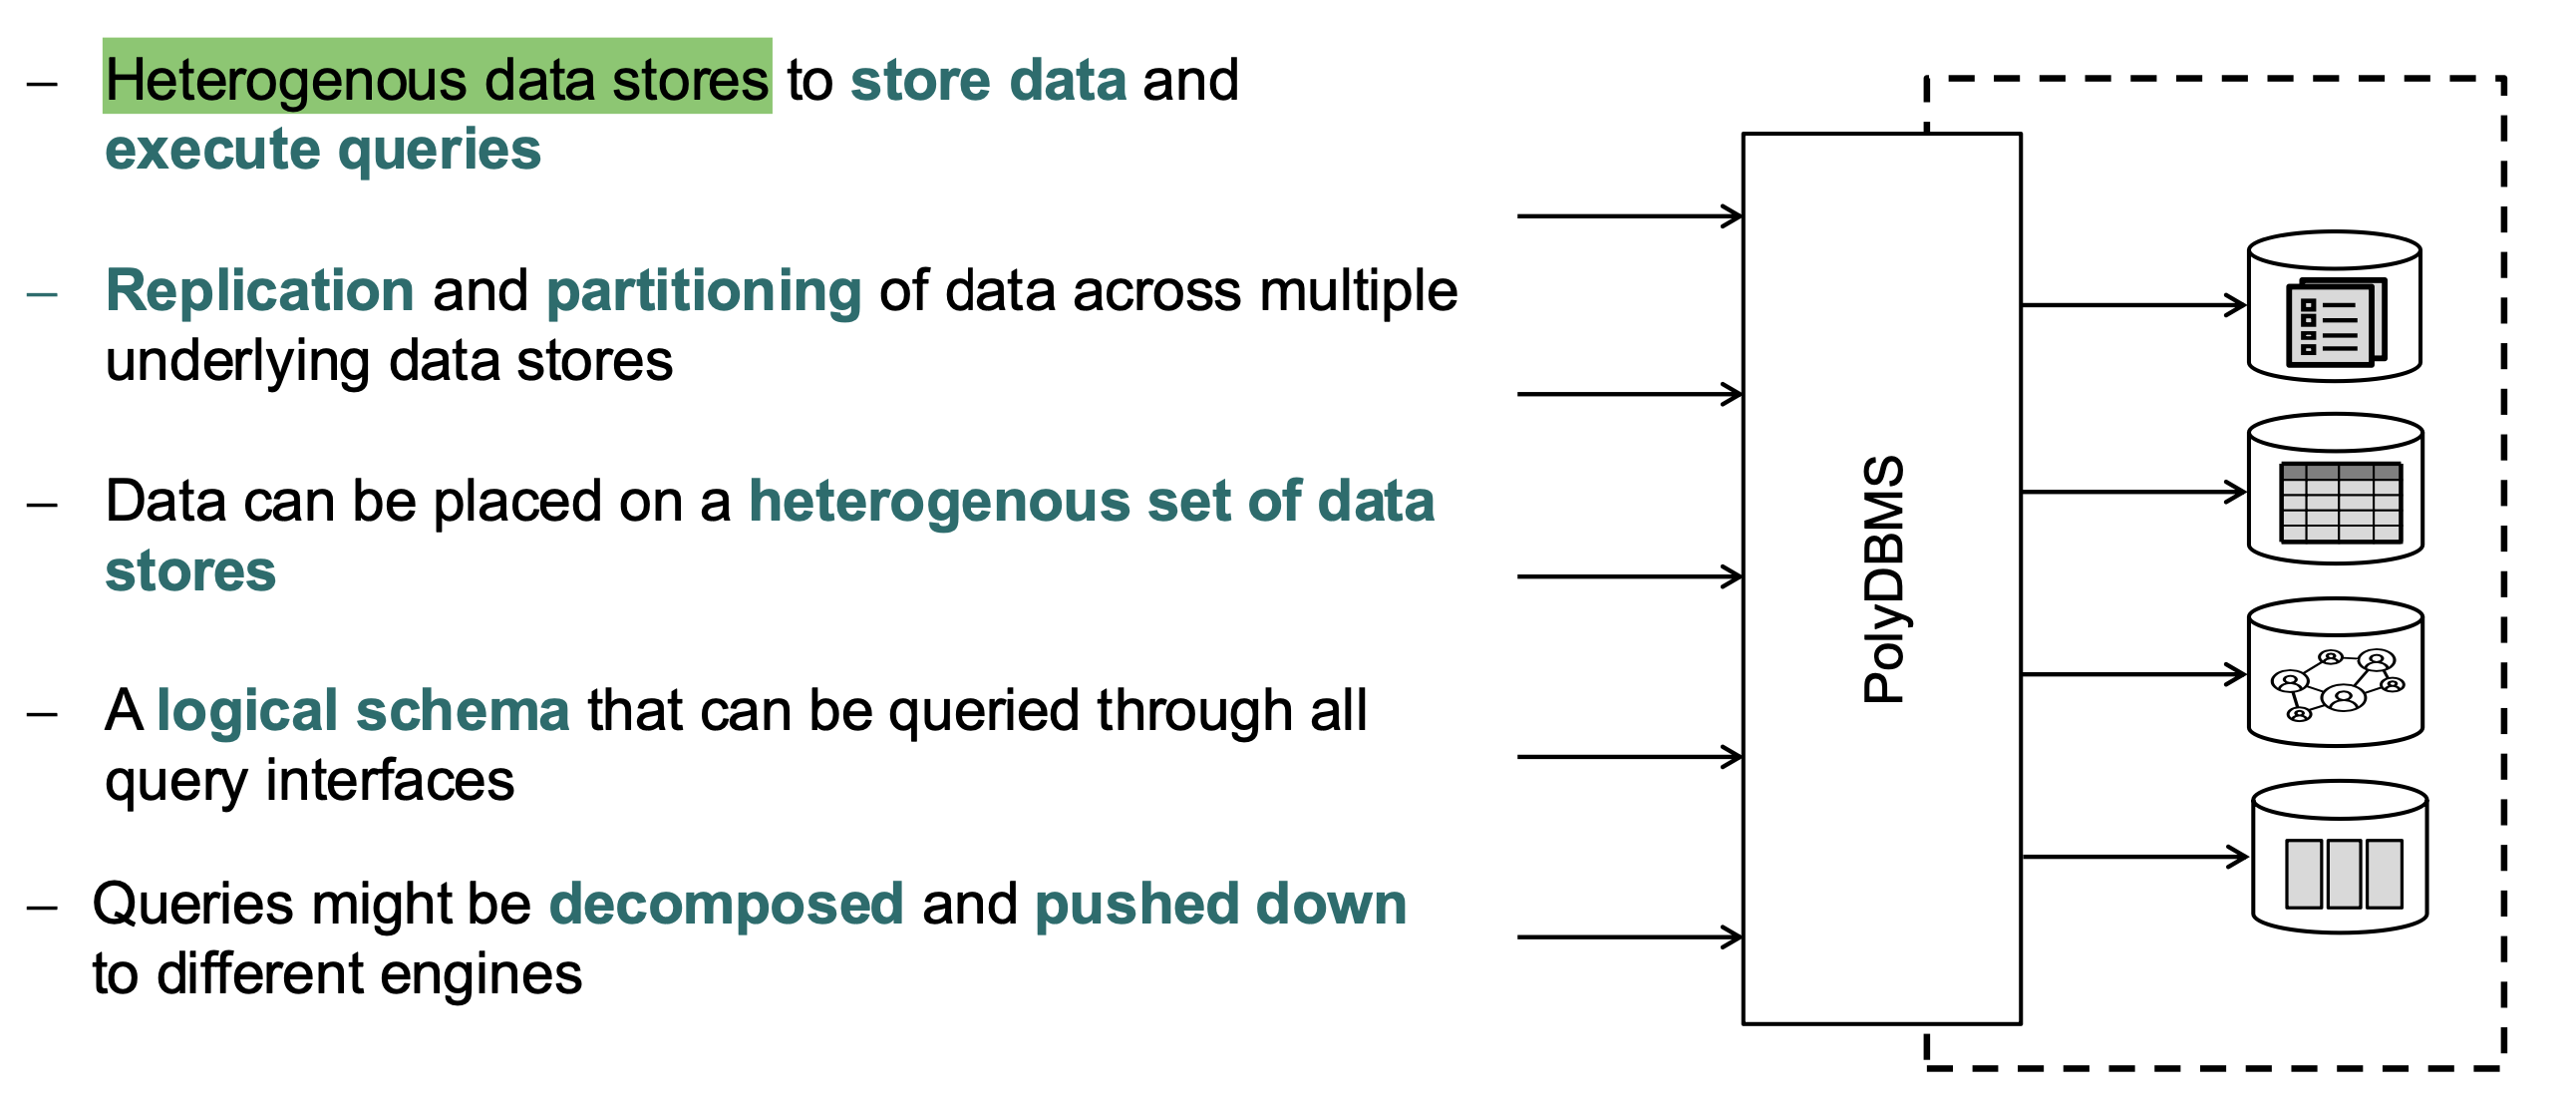 – Heterogenous data stores to store data and
execute queries
– Replication and partitioning of data across multiple
underlying data stores
– Data can be placed on a heterogenous set of data
stores
– A logical schema that can be queried through all
query interfaces
– Queries might be decomposed and pushed down
to different engines
PolyDBMS